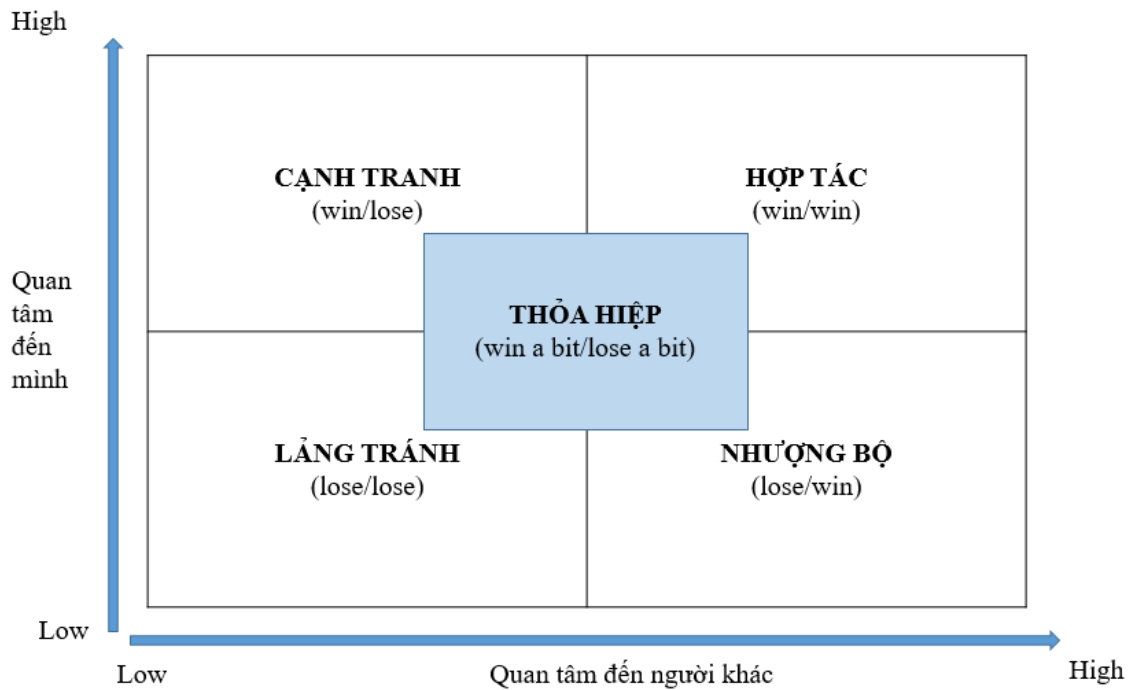 High
CẠNH TRANH
(win/lose)
HỢP TÁC
(win/win)
Quan
tâm
đến
mình
THỎA HIỆP
(win a bit/lose a bit)
LẢNG TRÁNH
(lose/lose)
NHƯỢNG BỘ
(lose/win)
Low
Low
Quan tâm đến người khác
High